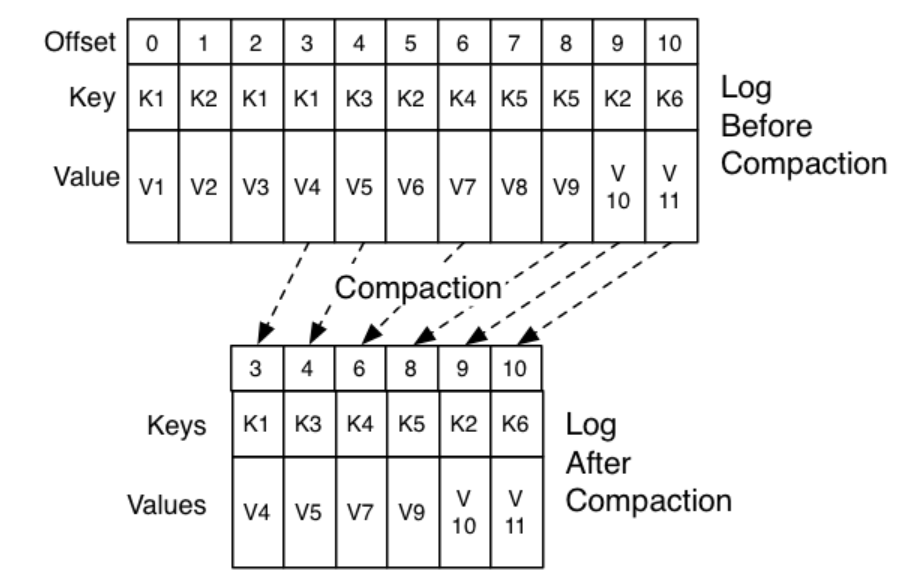 Offset 0 1 2 3 4 5 6 7 8 9 10
Key K1 K2 K1 K1 K3 K2 K4 K5 K5 K2 K6
Value V1 V2 V3 V4 V5 V6 V7 V8 V9 V 10 V 11
Log
Before
Compaction
Compaction
3 4 6 8 9 10
Keys K1 K3 K4 K5 K2 K6
Values V4 V5 V7 V9 V 10 V 11
Log
After
Compaction